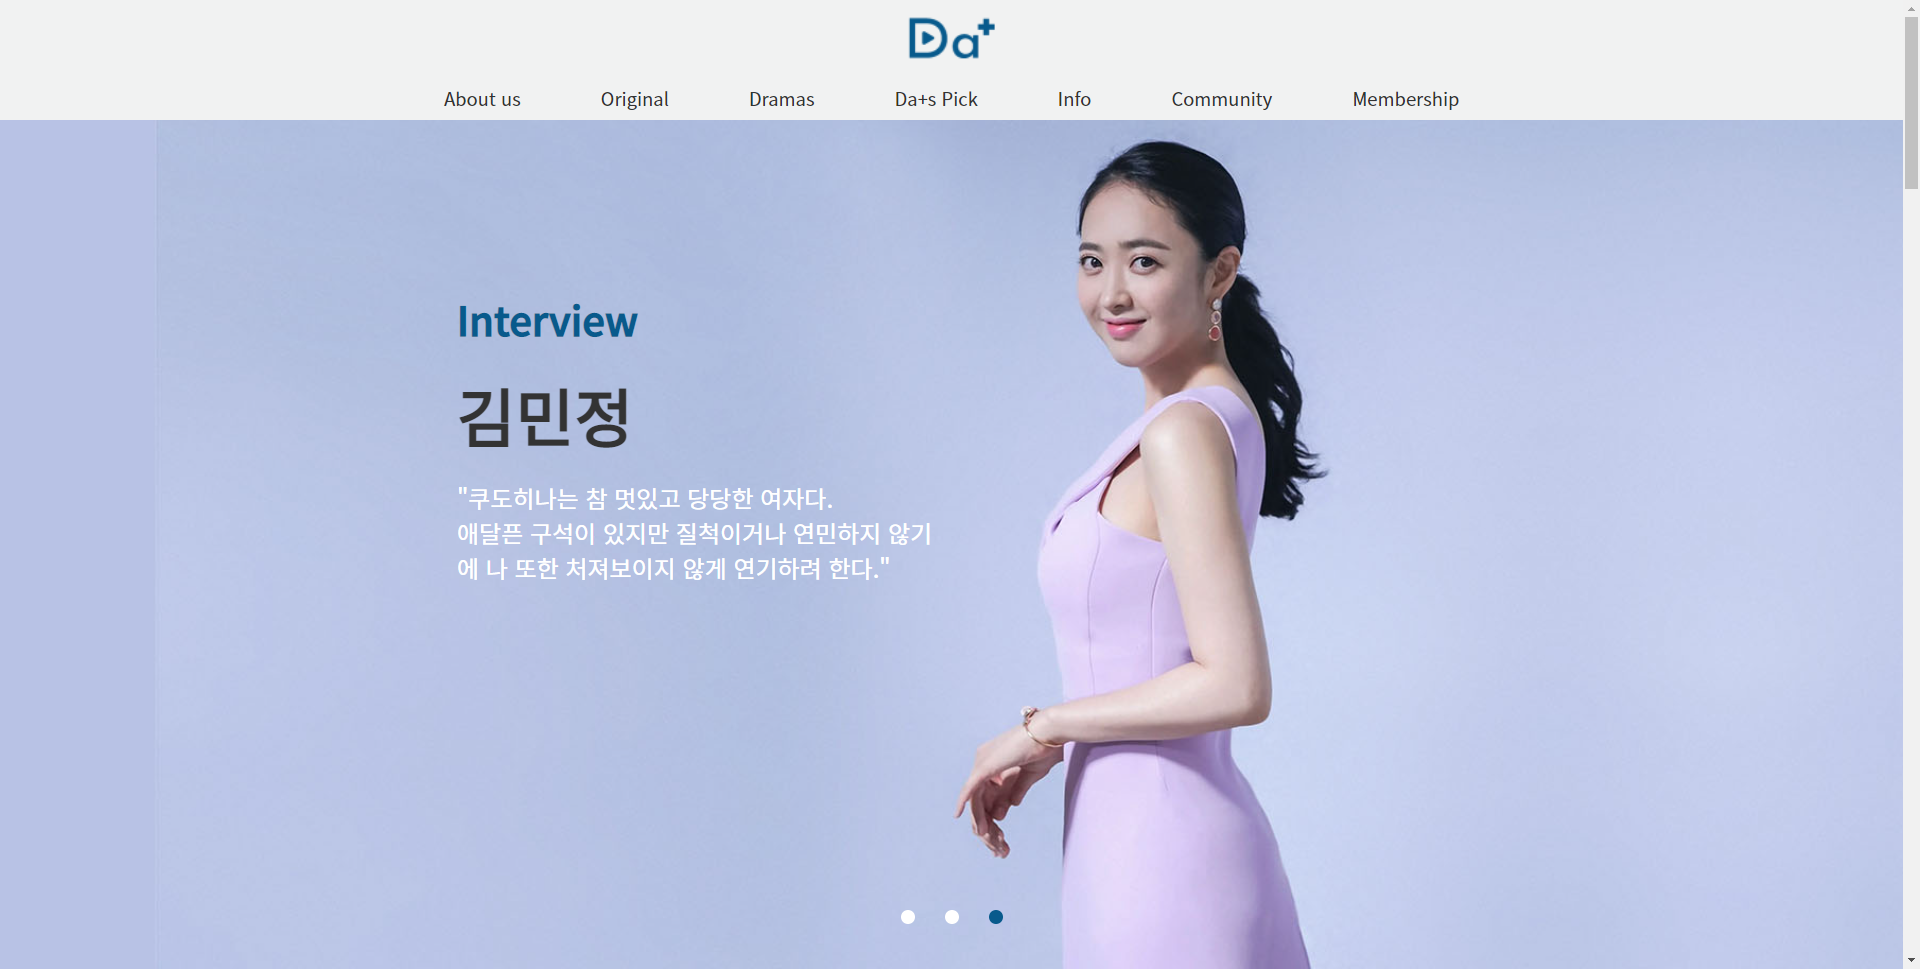 Da+
About us
Original
Dramas
Da+s Pick
Info
Community
Membership
Interview
김민정
"쿠도히나는 참 멋있고 당당한 여자다.
애달픈 구석이 있지만 질척이거나 연민하지 않기
에 나 또한 처져보이지 않게 연기하려 한다."